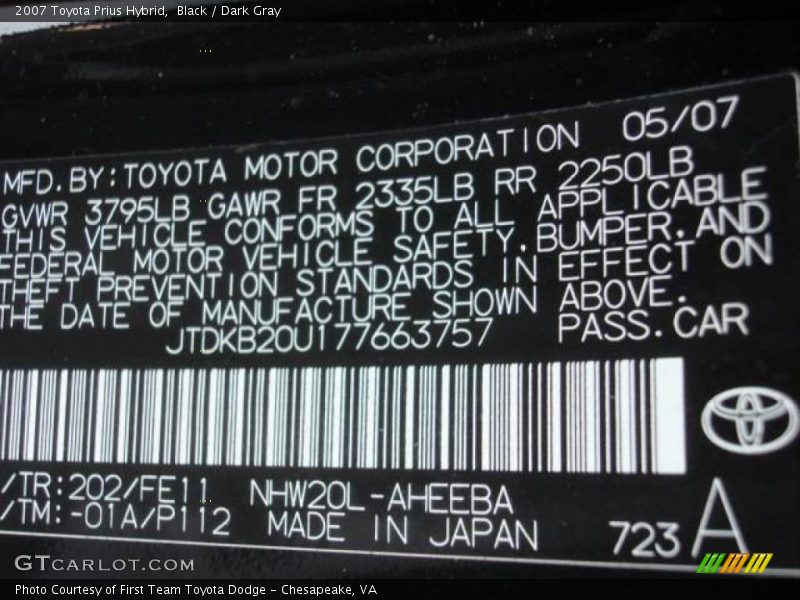 2007 Toyota Prius Hybrid, Black / Dark Gray
MFD.BY:TOYOTA MOTOR CORPORATION 05/07
GVWR 3795LB GAWR FR 2335LB RR 2250LB
THIS VEHICLE CONFORMS TO ALL APPLICABLE
FEDERAL MOTOR VEHICLE SAFETY,BUMPER,AND
THEFT PREVENTION STANDARDS IN EFFECT ON
THE DATE OF MANUFACTURE SHOWN ABOVE.
JTDKB20U177663757 PASS.CAR
/TR:202/FE11 NHW20L-AHEEBA
/TM:-01A/P112 MADE IN JAPAN 723 A
GTCARLOT.COM
Photo Courtesy of First Team Toyota Dodge - Chesapeake, VA